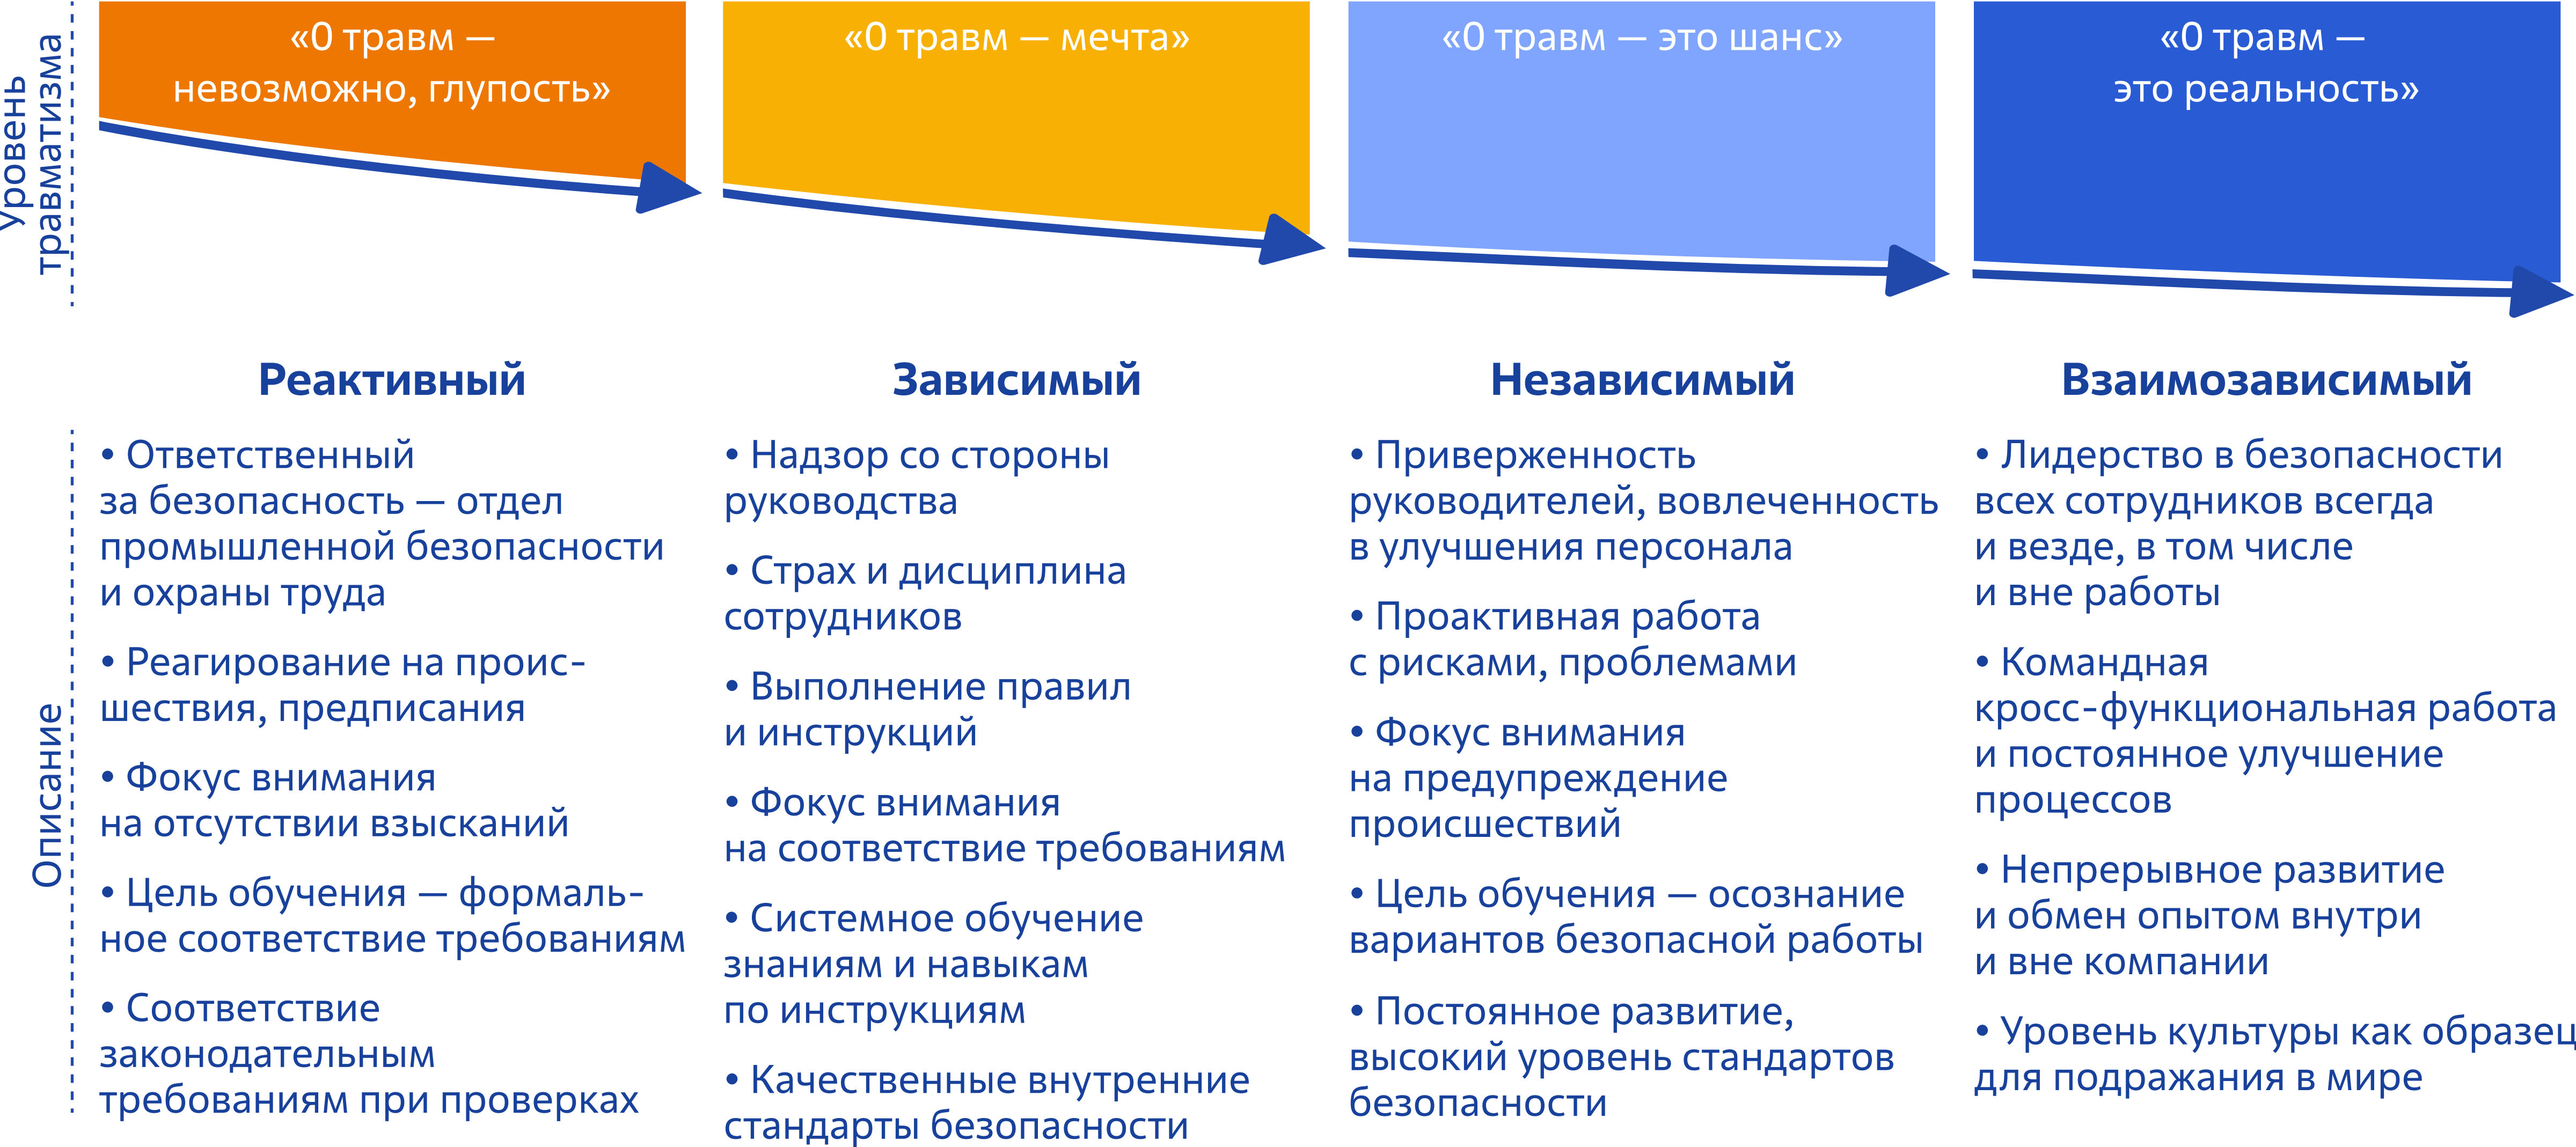 Уровень
травматизма
«0 травм —
невозможно, глупость»
«0 травм — мечта»
«0 травм — это шанс»
«0 травм —
это реальность»
Реактивный
Зависимый
Независимый
Взаимозависимый
Описание
• Ответственный
за безопасность — отдел
промышленной безопасности
и охраны труда
• Реагирование на проис-
шествия, предписания
• Фокус внимания
на отсутствии взысканий
• Цель обучения — формаль-
ное соответствие требованиям
• Соответствие
законодательным
требованиям при проверках
• Надзор со стороны
руководства
• Страх и дисциплина
сотрудников
• Выполнение правил
и инструкций
• Фокус внимания
на соответствие требованиям
• Системное обучение
знаниям и навыкам
по инструкциям
• Качественные внутренние
стандарты безопасности
• Приверженность
руководителей, вовлеченность
в улучшения персонала
• Проактивная работа
с рисками, проблемами
• Фокус внимания
на предупреждение
происшествий
• Цель обучения — осознание
вариантов безопасной работы
• Постоянное развитие,
высокий уровень стандартов
безопасности
• Лидерство в безопасности
всех сотрудников всегда
и везде, в том числе
и вне работы
• Командная
кросс-функциональная работа
и постоянное улучшение
процессов
• Непрерывное развитие
и обмен опытом внутри
и вне компании
• Уровень культуры как образец
для подражания в мире